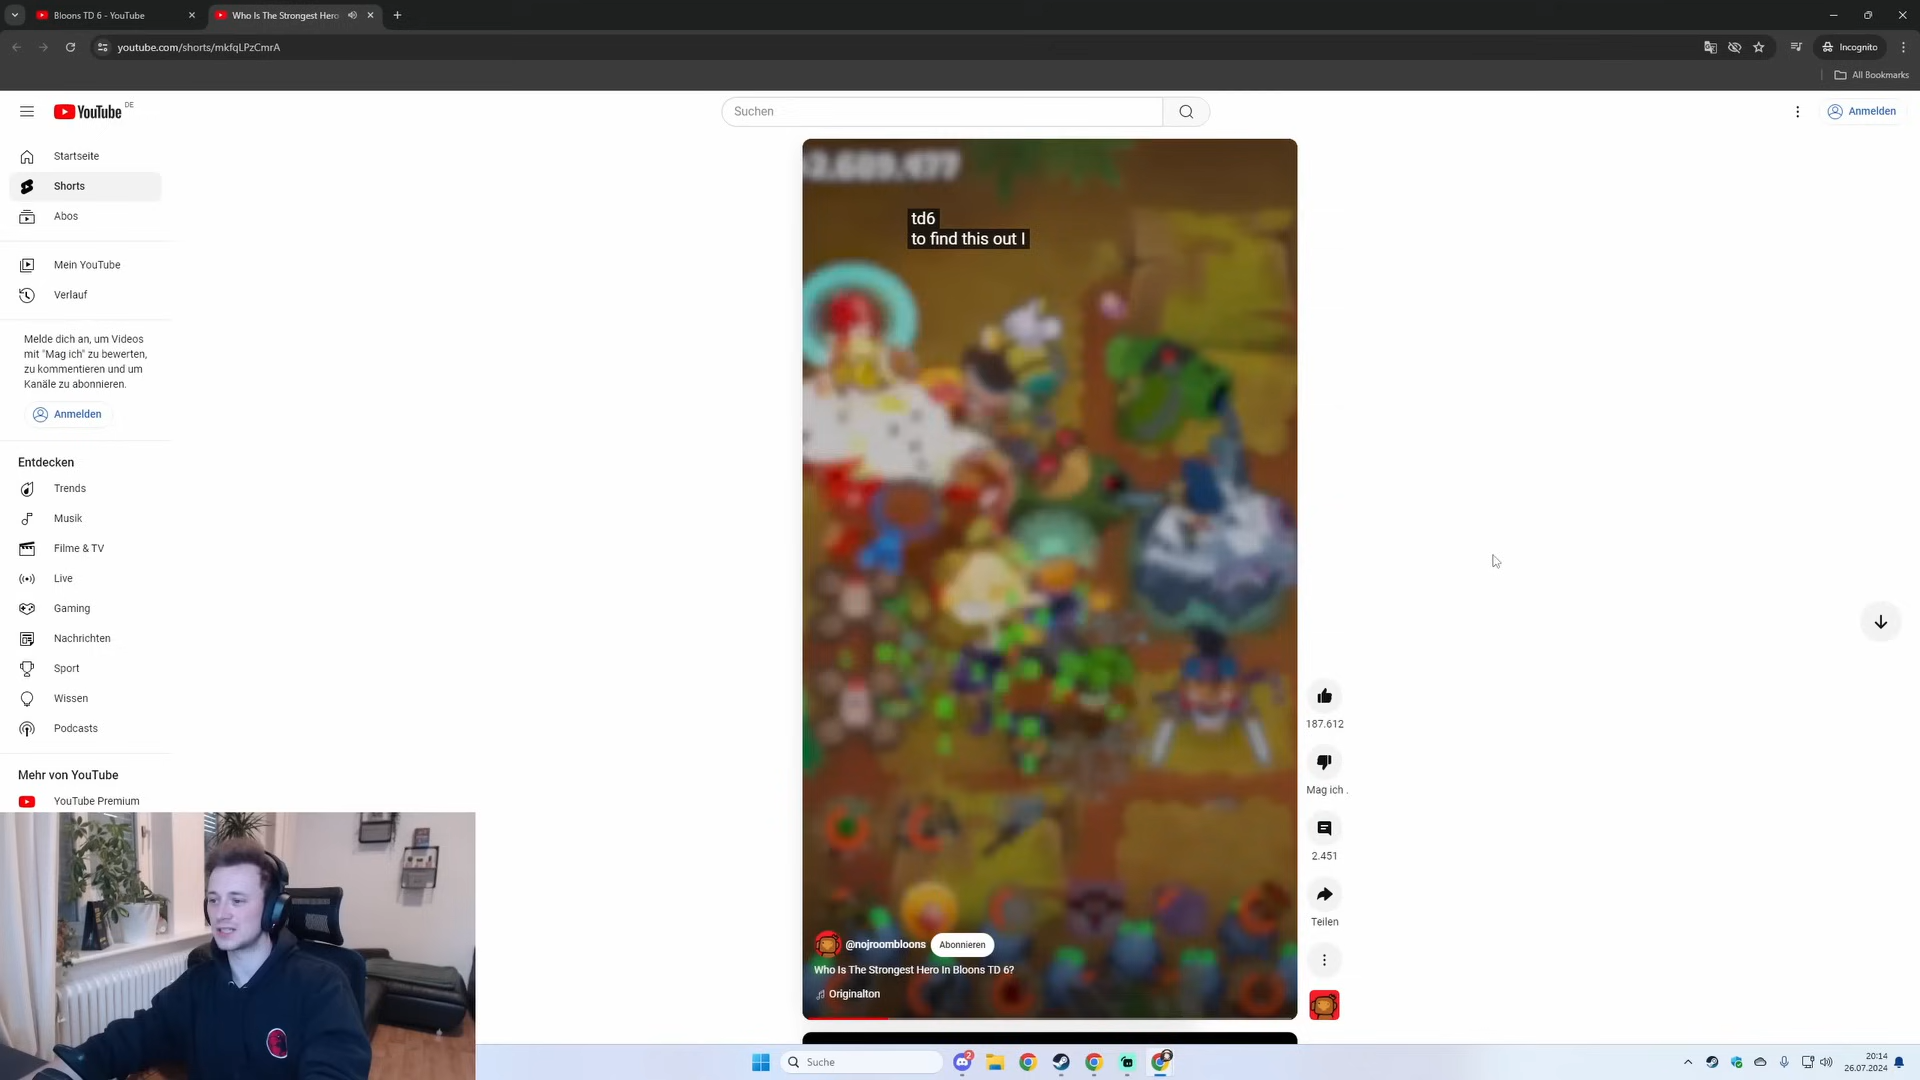 Bloons TD 6 - YouTube
Who Is The Strongest Hero
youtube.com/shorts/mkfqLPzCmrA
Incognito
All Bookmarks
YouTube DE
Suchen
Anmelden
Startseite
Shorts
Abos
Mein YouTube
Verlauf
Melde dich an, um Videos
mit "Mag ich" zu bewerten,
zu kommentieren und um
Kanäle zu abonnieren.
Anmelden
Entdecken
Trends
Musik
Filme & TV
Live
Gaming
Nachrichten
Sport
Wissen
Podcasts
Mehr von YouTube
YouTube Premium
td6
to find this out I
187.612
Mag ich .
2.451
Teilen
@nojroombloons
Abonnieren
Who Is The Strongest Hero In Bloons TD 6?
Originalton
Suche
2
20:14
26.07.2024